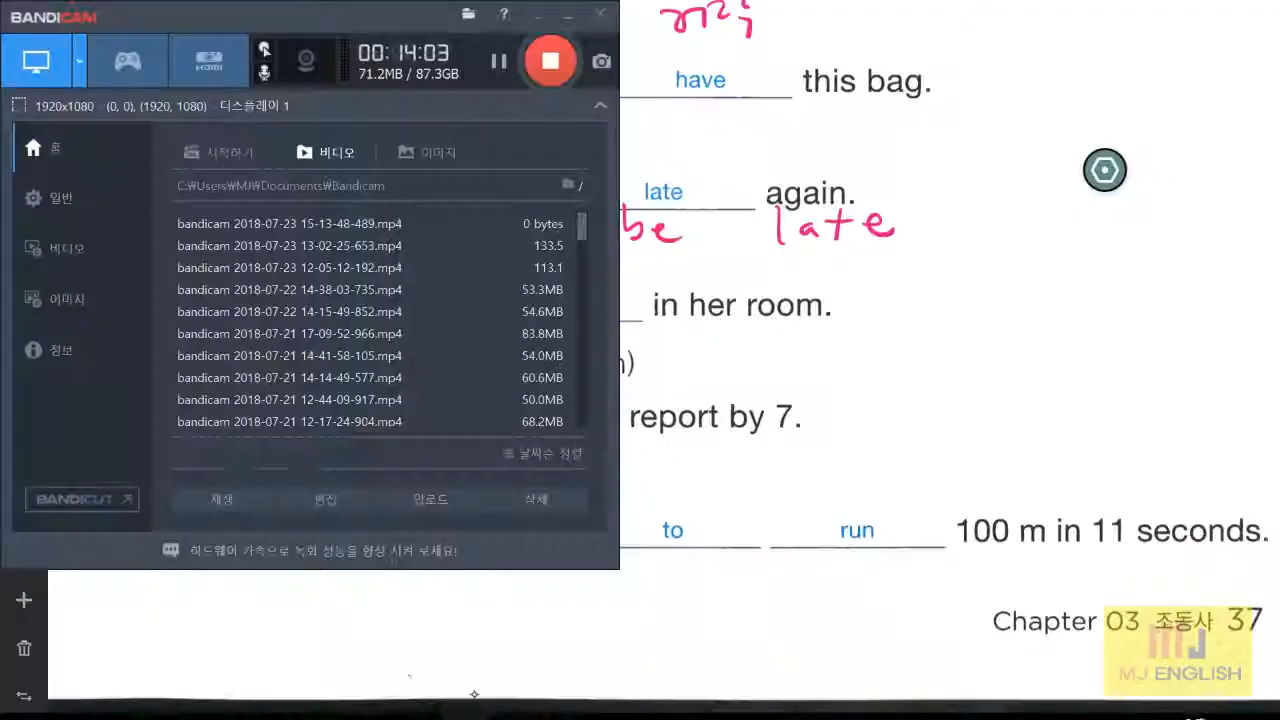 BANDICAM
00:14:03
71.2MB / 87.3GB
HDMI
1920x1080 (0, 0), (1920, 1080) 디스플레이 1
홈
일반
비디오
이미지
정보
시작하기 비디오 이미지
C:\Users\MJ\Documents\Bandicam
bandicam 2018-07-23 15-13-48-489.mp4 0 bytes
bandicam 2018-07-23 13-02-25-653.mp4 133.5
bandicam 2018-07-23 12-05-12-192.mp4 113.1
bandicam 2018-07-22 14-38-03-735.mp4 53.3MB
bandicam 2018-07-22 14-15-49-852.mp4 54.6MB
bandicam 2018-07-21 17-09-52-966.mp4 83.8MB
bandicam 2018-07-21 14-41-58-105.mp4 54.0MB
bandicam 2018-07-21 14-14-49-577.mp4 60.6MB
bandicam 2018-07-21 12-44-09-917.mp4 50.0MB
bandicam 2018-07-21 12-17-24-904.mp4 68.2MB
날짜순 정렬
BANDICUT
재생 편집 업로드 삭제
하드웨어 가속으로 녹화 성능을 향상 시켜 보세요!
have this bag.
late again.
be late
in her room.
report by 7.
to run 100 m in 11 seconds.
Chapter 03 조동사 37
MJ
MJ ENGLISH